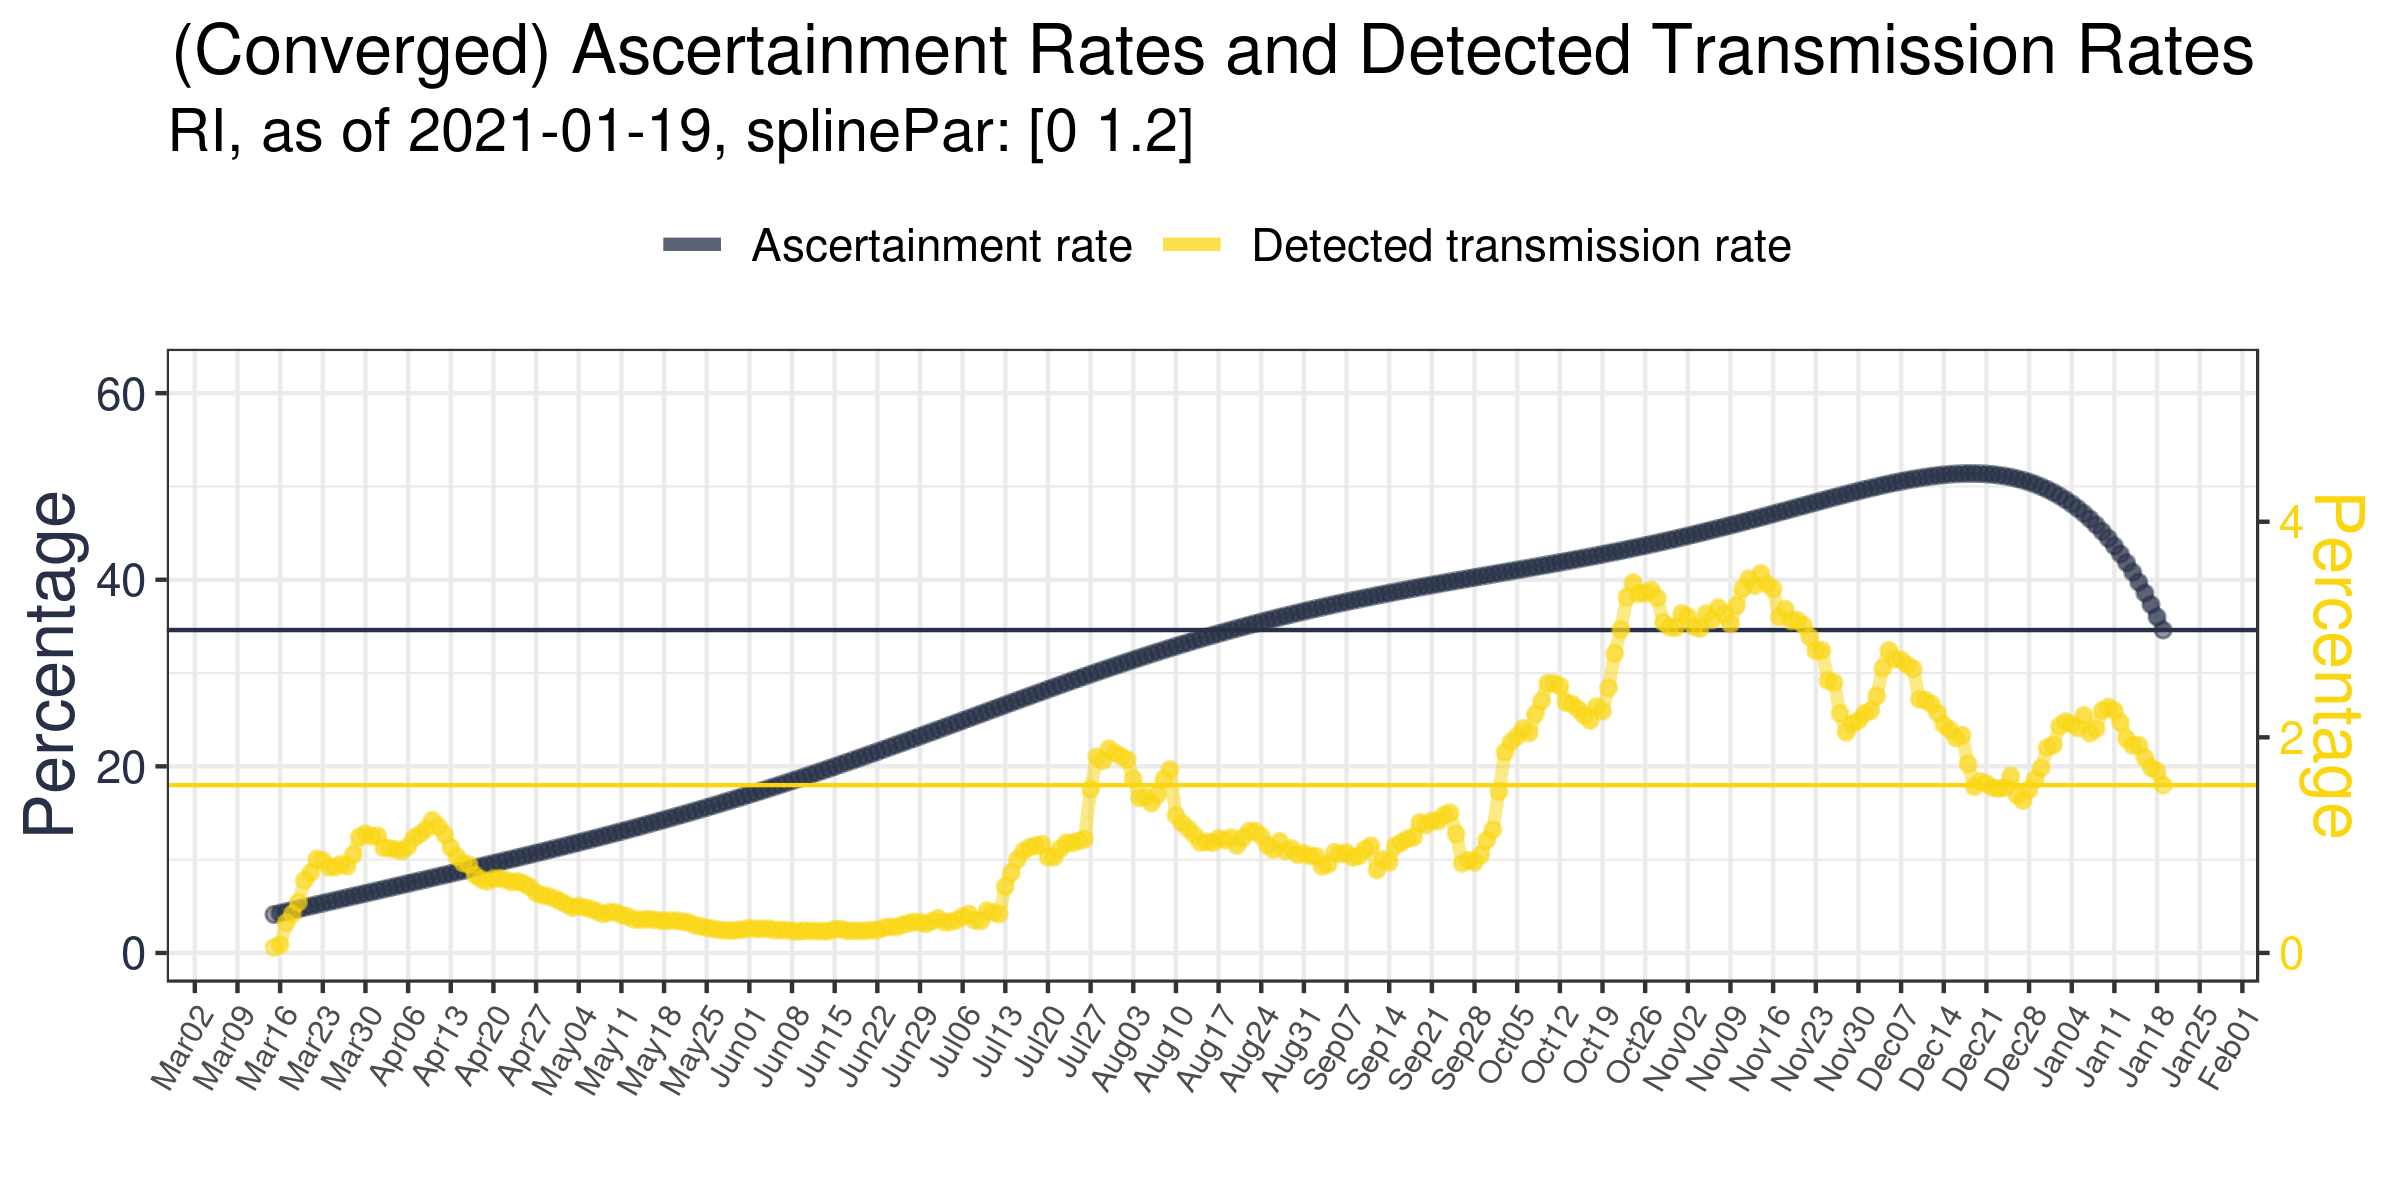 (Converged) Ascertainment Rates and Detected Transmission Rates
RI, as of 2021-01-19, splinePar: [0 1.2]
Ascertainment rate
Detected transmission rate
Percentage
60
40
20
0
4
2
0
Percentage
Mar02
Mar09
Mar16
Mar23
Mar30
Apr06
Apr13
Apr20
Apr27
May04
May11
May18
May25
Jun01
Jun08
Jun15
Jun22
Jun29
Jul06
Jul13
Jul20
Jul27
Aug03
Aug10
Aug17
Aug24
Aug31
Sep07
Sep14
Sep21
Sep28
Oct05
Oct12
Oct19
Oct26
Nov02
Nov09
Nov16
Nov23
Nov30
Dec07
Dec14
Dec21
Dec28
Jan04
Jan11
Jan18
Jan25
Feb01